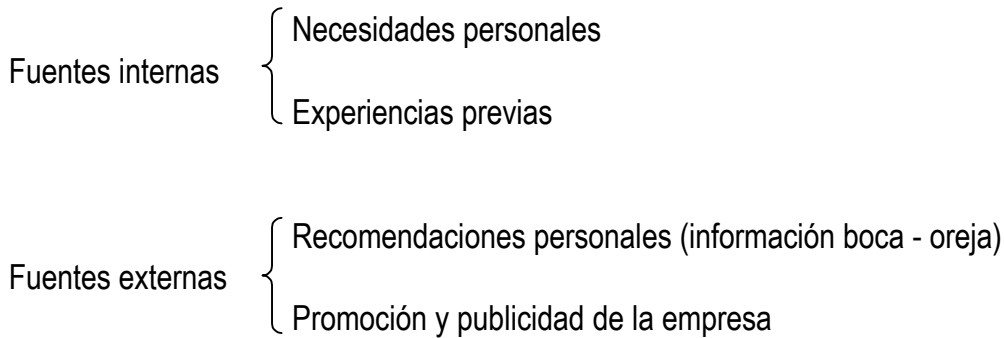 Necesidades personales
Fuentes internas
Experiencias previas
Recomendaciones personales (información boca - oreja)
Fuentes externas
Promoción y publicidad de la empresa